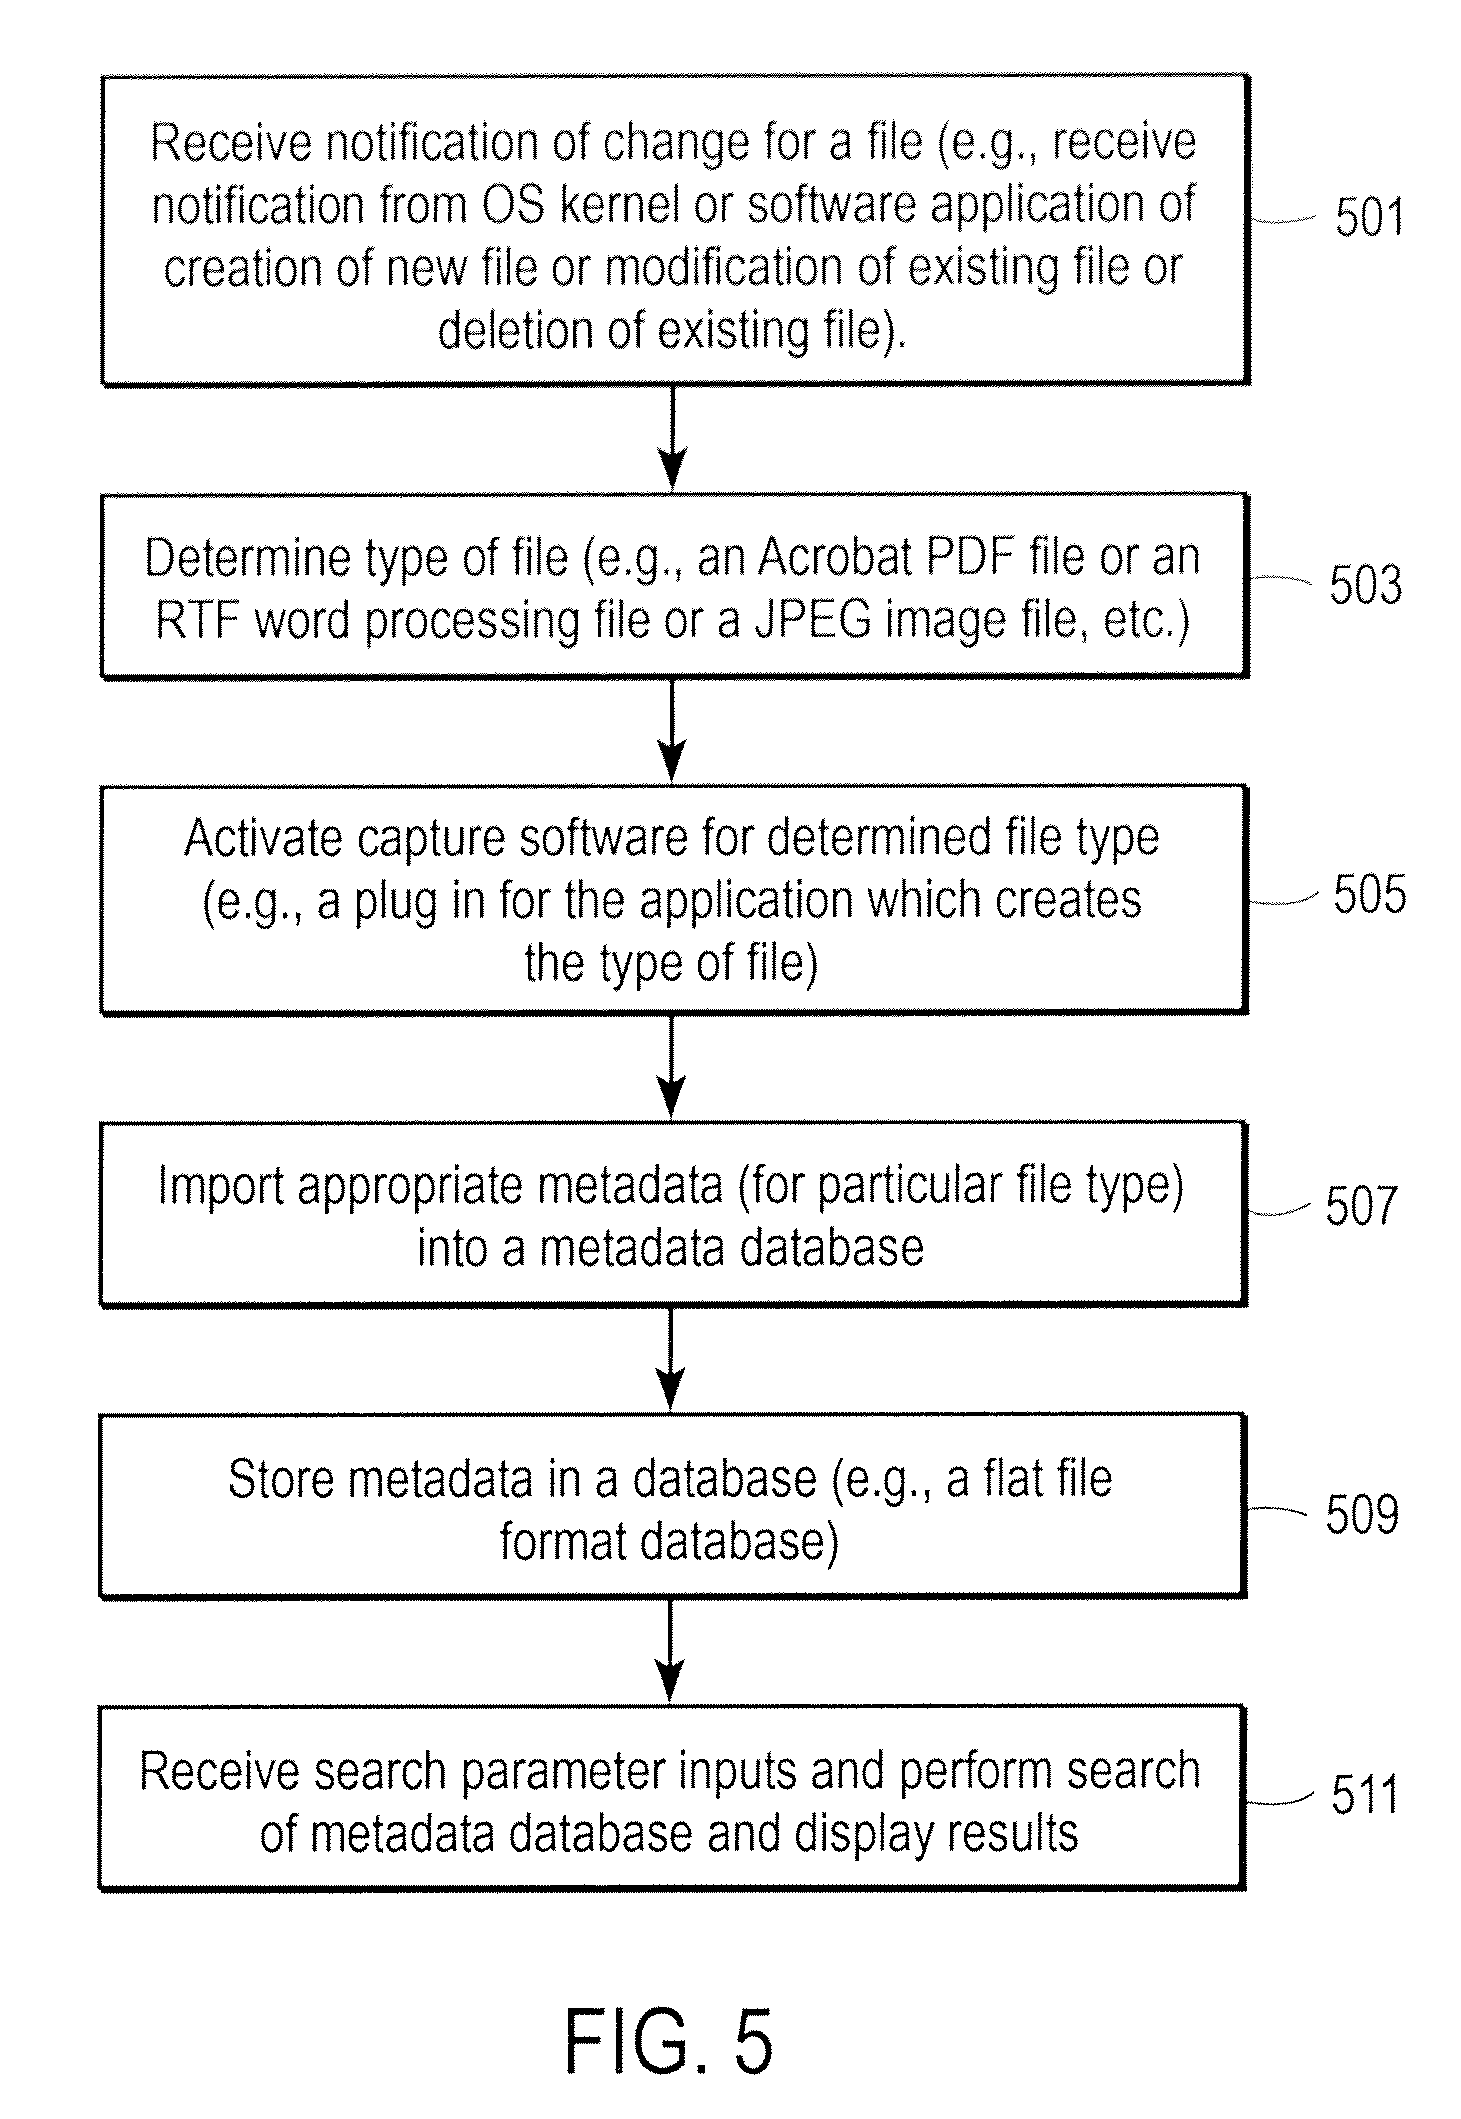 Receive notification of change for a file (e.g., receive
notification from OS kernel or software application of
creation of new file or modification of existing file or
deletion of existing file).
501
Determine type of file (e.g., an Acrobat PDF file or an
RTF word processing file or a JPEG image file, etc.)
503
Activate capture software for determined file type
(e.g., a plug in for the application which creates
the type of file)
505
Import appropriate metadata (for particular file type)
into a metadata database
507
Store metadata in a database (e.g., a flat file
format database)
509
Receive search parameter inputs and perform search
of metadata database and display results
511
FIG. 5